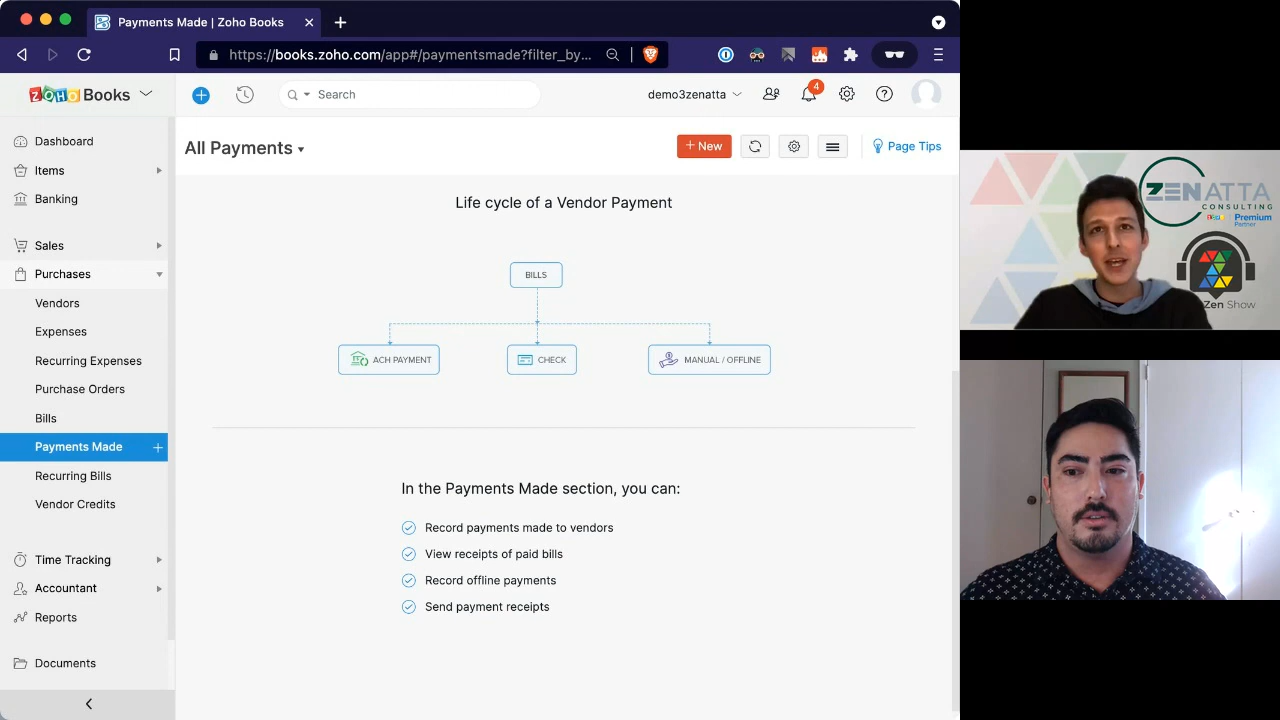 Payments Made | Zoho Books
https://books.zoho.com/app#/paymentsmade?filter_by...
ZOHO Books
Search
demo3zenatta
4
Dashboard
Items
Banking
Sales
Purchases
Vendors
Expenses
Recurring Expenses
Purchase Orders
Bills
Payments Made
Recurring Bills
Vendor Credits
Time Tracking
Accountant
Reports
Documents
All Payments
+ New
Page Tips
Life cycle of a Vendor Payment
BILLS
ACH PAYMENT
CHECK
MANUAL / OFFLINE
In the Payments Made section, you can:
Record payments made to vendors
View receipts of paid bills
Record offline payments
Send payment receipts
ZENATTA
CONSULTING
ZOHO Premium
Partner
Zen Show